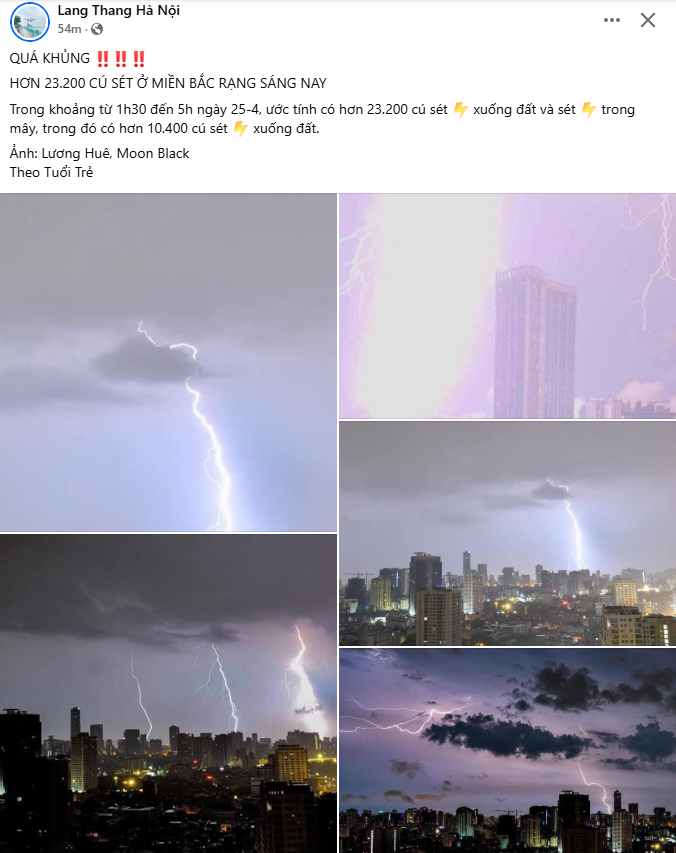 Lang Thang Hà Nội
54m ·
QUÁ KHỦNG ‼️‼️‼️
HƠN 23.200 CÚ SÉT Ở MIỀN BẮC RẠNG SÁNG NAY
Trong khoảng từ 1h30 đến 5h ngày 25-4, ước tính có hơn 23.200 cú sét ⚡ xuống đất và sét ⚡ trong
mây, trong đó có hơn 10.400 cú sét ⚡ xuống đất.
Ảnh: Lương Huê, Moon Black
Theo Tuổi Trẻ